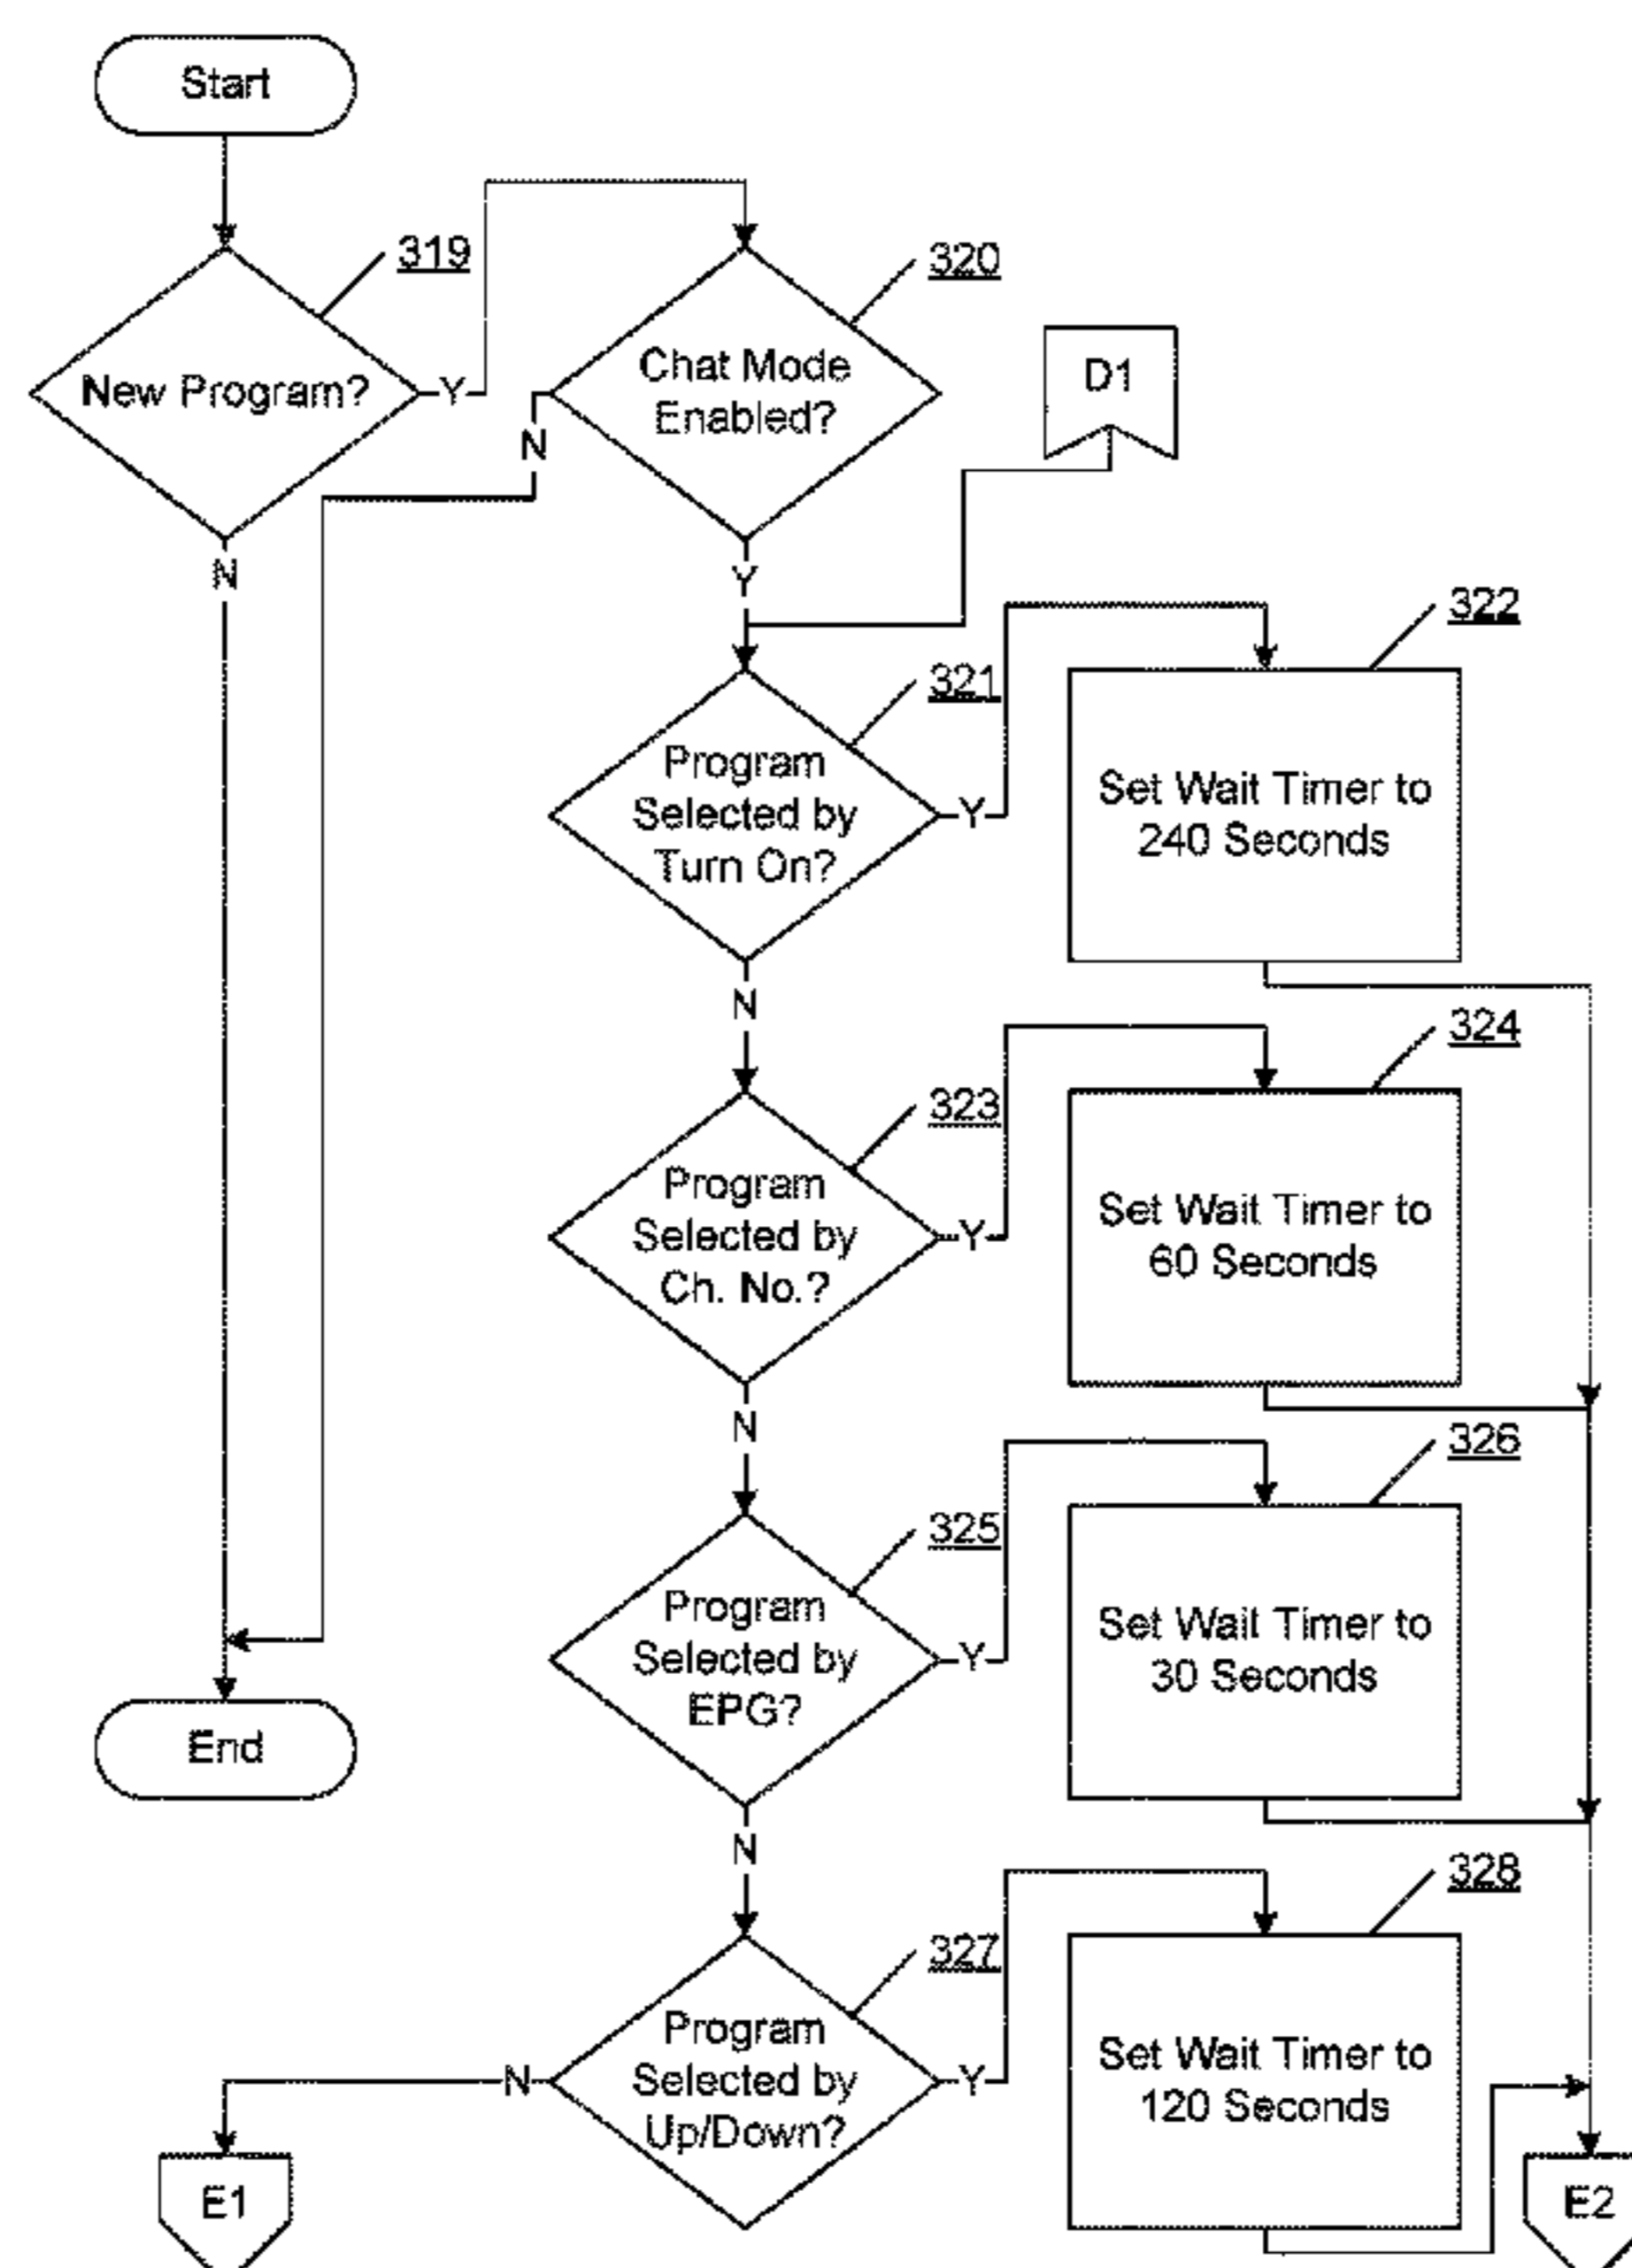 Start
319
New Program?
Y
N
320
Chat Mode
Enabled?
N
Y
D1
321
Program
Selected by
Turn On?
Y
N
322
Set Wait Timer to
240 Seconds
323
Program
Selected by
Ch. No.?
Y
N
324
Set Wait Timer to
60 Seconds
325
Program
Selected by
EPG?
Y
N
326
Set Wait Timer to
30 Seconds
End
327
Program
Selected by
Up/Down?
N
Y
328
Set Wait Timer to
120 Seconds
E1
E2